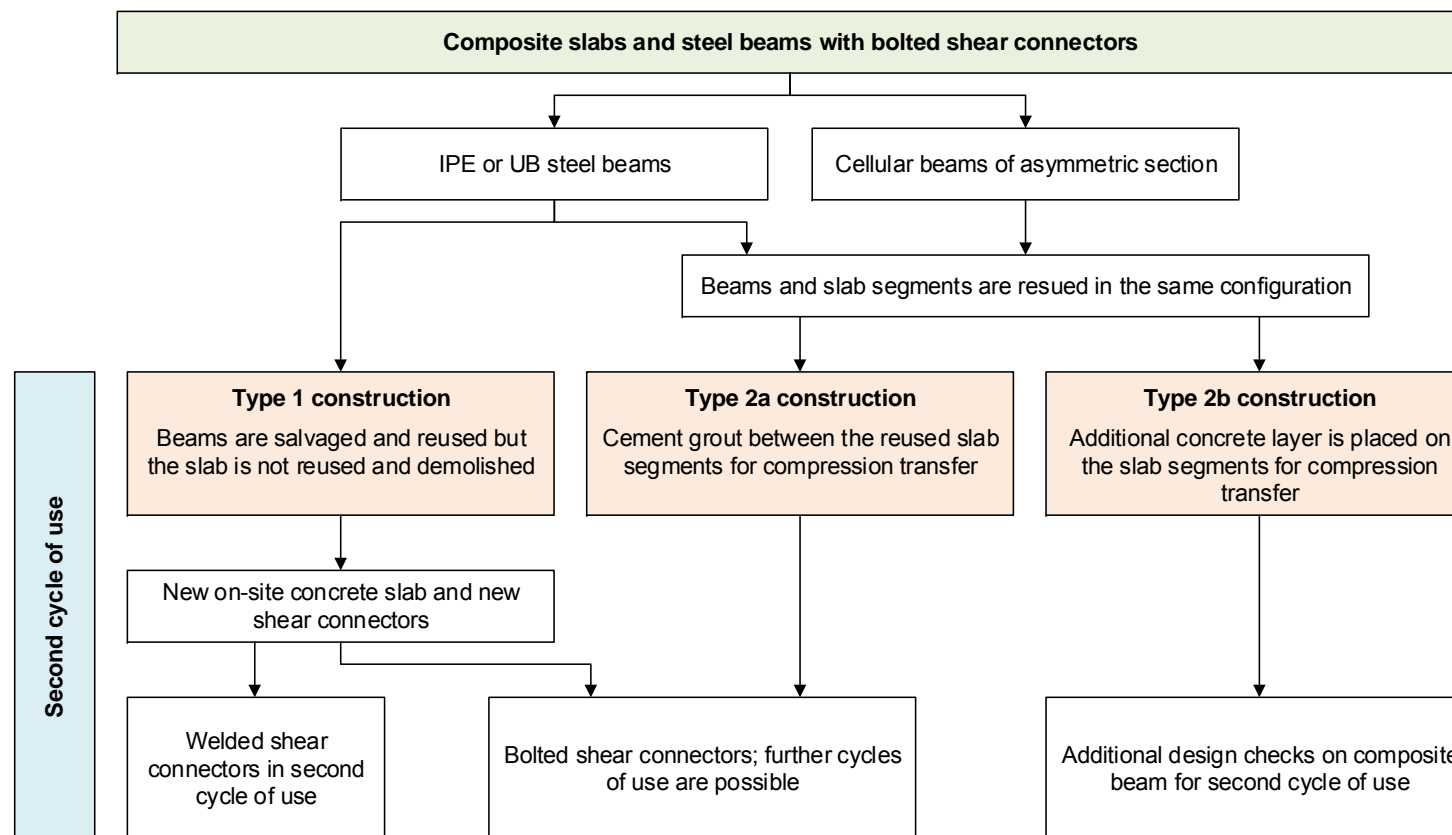 Composite slabs and steel beams with bolted shear connectors
IPE or UB steel beams
Cellular beams of asymmetric section
Beams and slab segments are resued in the same configuration
Second cycle of use
Type 1 construction
Beams are salvaged and reused but
the slab is not reused and demolished
Type 2a construction
Cement grout between the reused slab
segments for compression transfer
Type 2b construction
Additional concrete layer is placed on
the slab segments for compression
transfer
New on-site concrete slab and new
shear connectors
Welded shear
connectors in second
cycle of use
Bolted shear connectors; further cycles
of use are possible
Additional design checks on composite
beam for second cycle of use